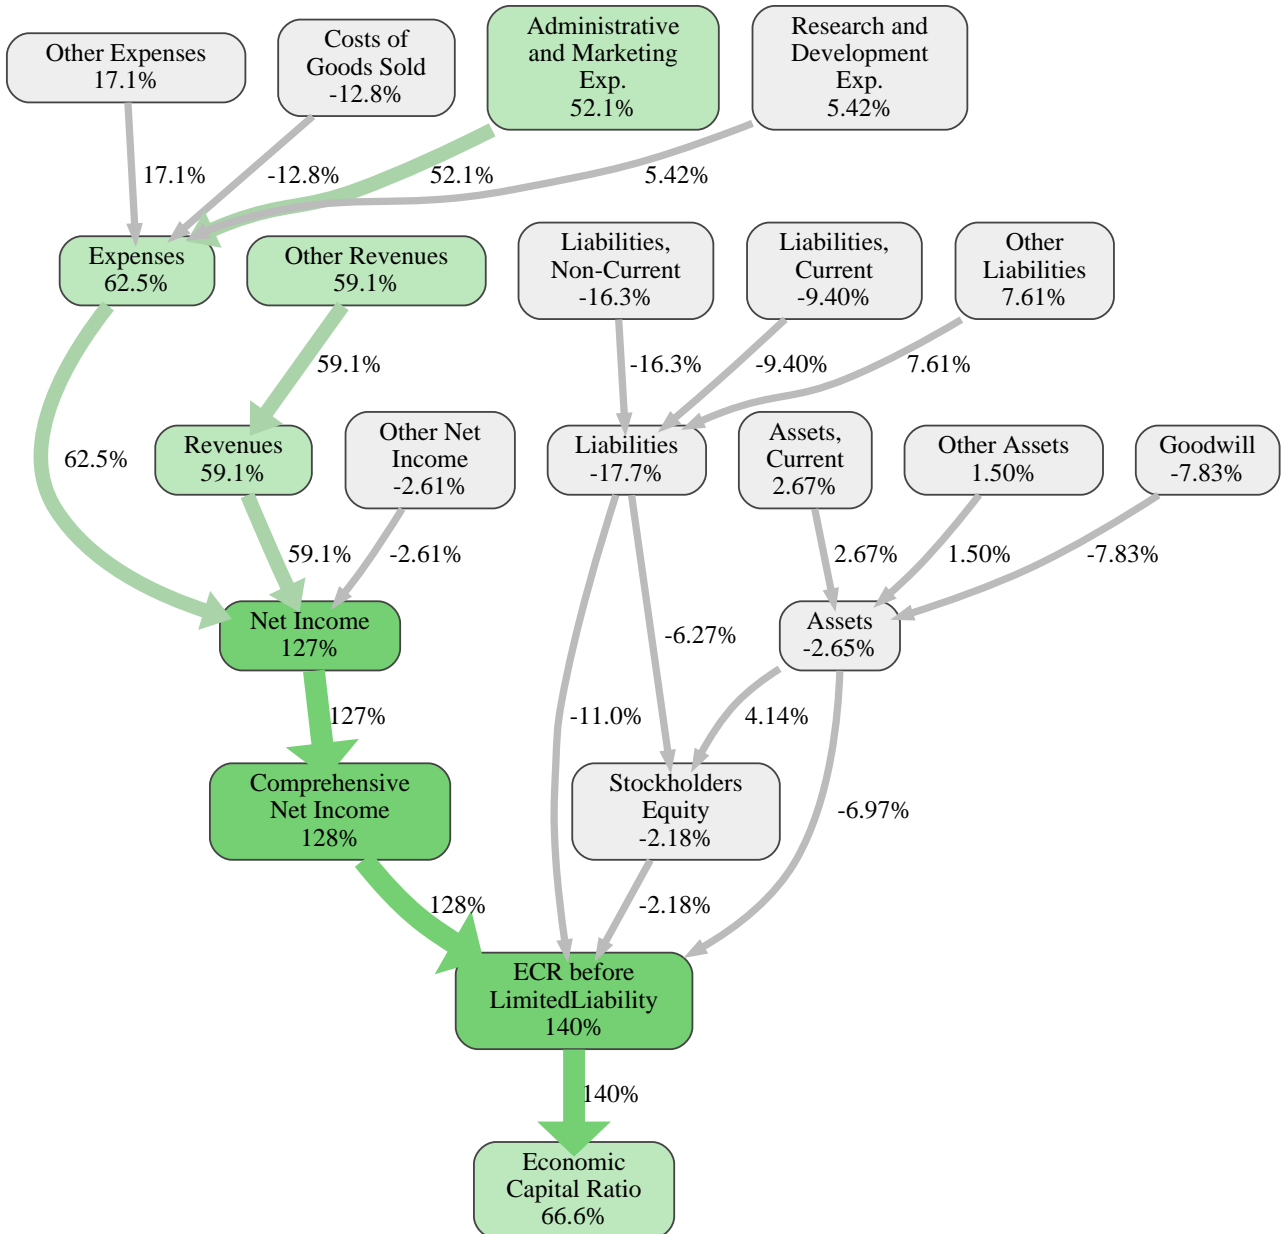 Other Expenses
17.1%
Costs of
Goods Sold
-12.8%
Administrative
and Marketing
Exp.
52.1%
Research and
Development
Exp.
5.42%
17.1%
-12.8%
52.1%
5.42%
Expenses
62.5%
Other Revenues
59.1%
Liabilities,
Non-Current
-16.3%
Liabilities,
Current
-9.40%
Other
Liabilities
7.61%
59.1%
-16.3%
-9.40%
7.61%
62.5%
Revenues
59.1%
Other Net
Income
-2.61%
Liabilities
-17.7%
Assets,
Current
2.67%
Other Assets
1.50%
Goodwill
-7.83%
59.1%
-2.61%
2.67%
1.50%
-7.83%
Net Income
127%
-6.27%
Assets
-2.65%
127%
-11.0%
4.14%
Comprehensive
Net Income
128%
Stockholders
Equity
-2.18%
-6.97%
128%
-2.18%
ECR before
LimitedLiability
140%
140%
Economic
Capital Ratio
66.6%